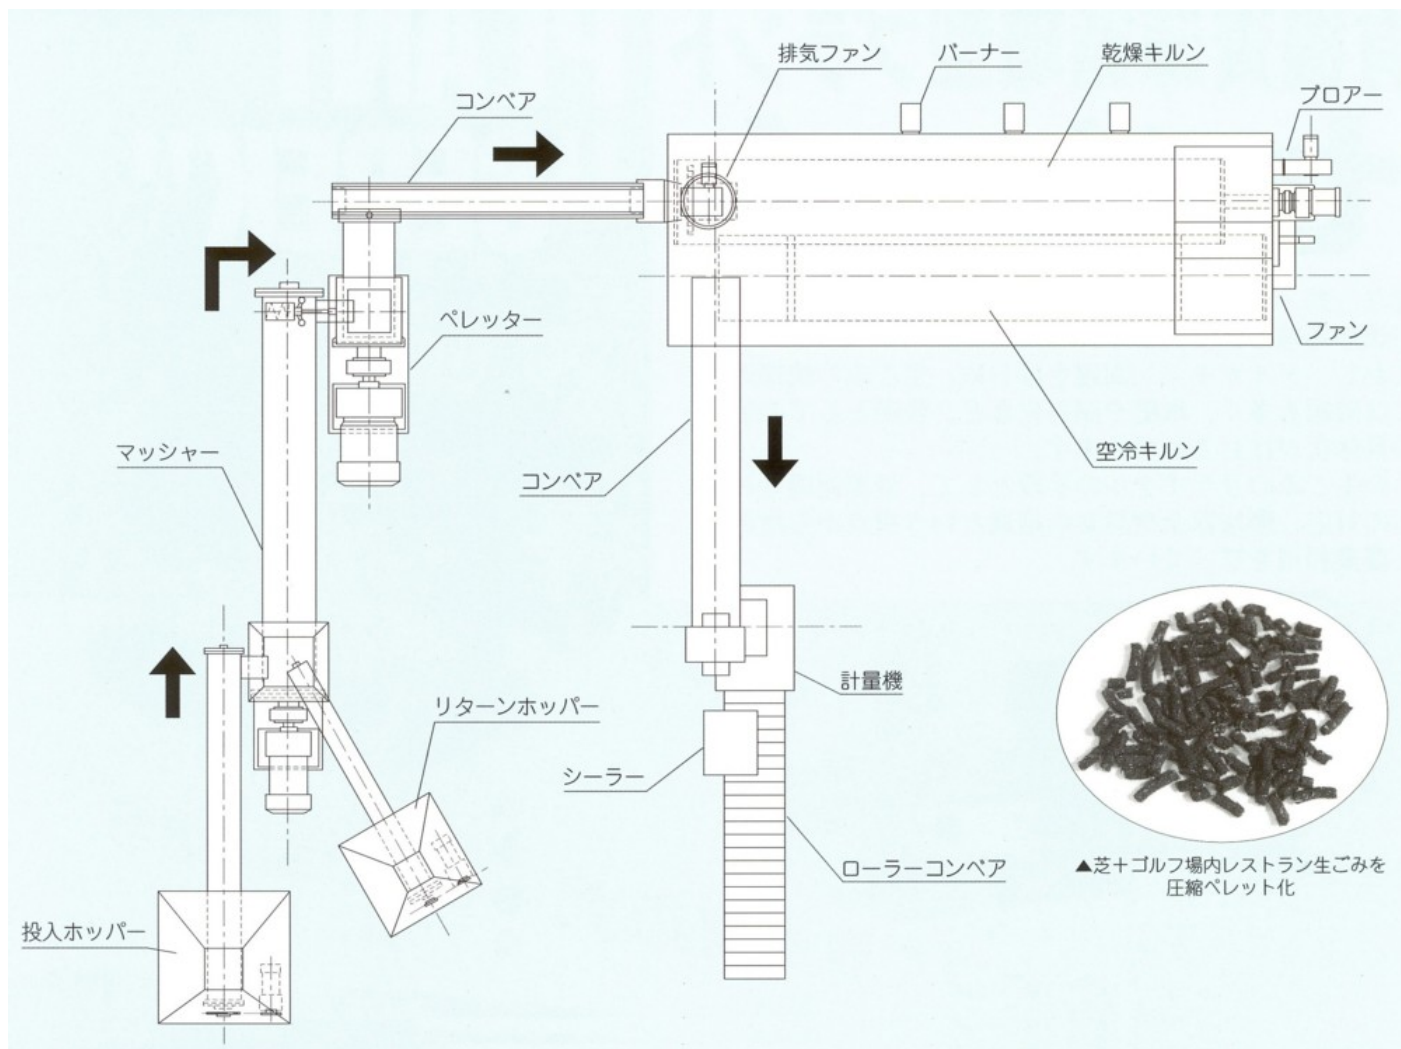 排気ファン
バーナー
乾燥キルン
ブロアー
コンベア
ペレッター
ファン
マッシャー
コンベア
空冷キルン
計量機
リターンホッパー
シーラー
ローラーコンベア
▲芝＋ゴルフ場内レストラン生ごみを
圧縮ペレット化
投入ホッパー